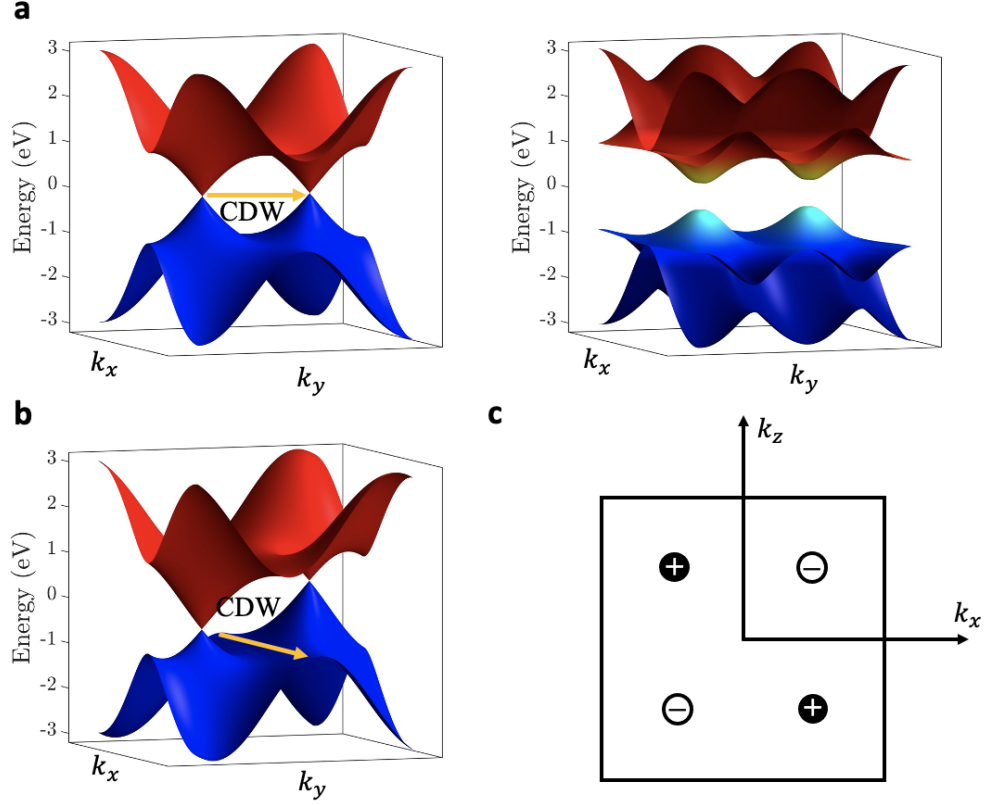 a
3
2
1
0
-1
-2
-3
Energy (eV)
CDW
k_x
k_y
3
2
1
0
-1
-2
-3
Energy (eV)
k_x
k_y
b
3
2
1
0
-1
-2
-3
Energy (eV)
CDW
k_x
k_y
c
k_z
k_x
+
−
−
+